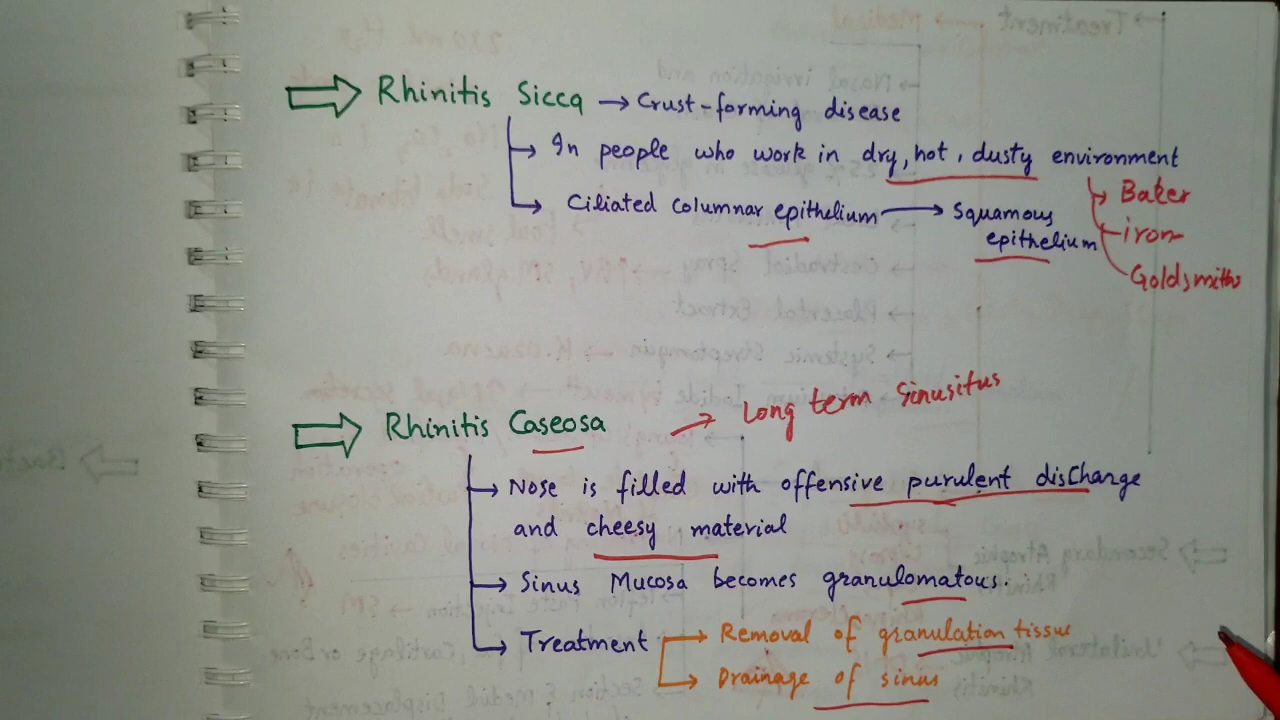 Rhinitis Sicca → Crust-forming disease
→ In people who work in dry, hot, dusty environment
→ Baker
→ Ciliated columnar epithelium → Squamous
epithelium
iron
Goldsmiths
Rhinitis Caseosa → Long term Sinusitus
→ Nose is filled with offensive purulent discharge
and cheesy material
→ Sinus Mucosa becomes granulomatous.
→ Treatment → Removal of granulation tissue
→ Drainage of sinus